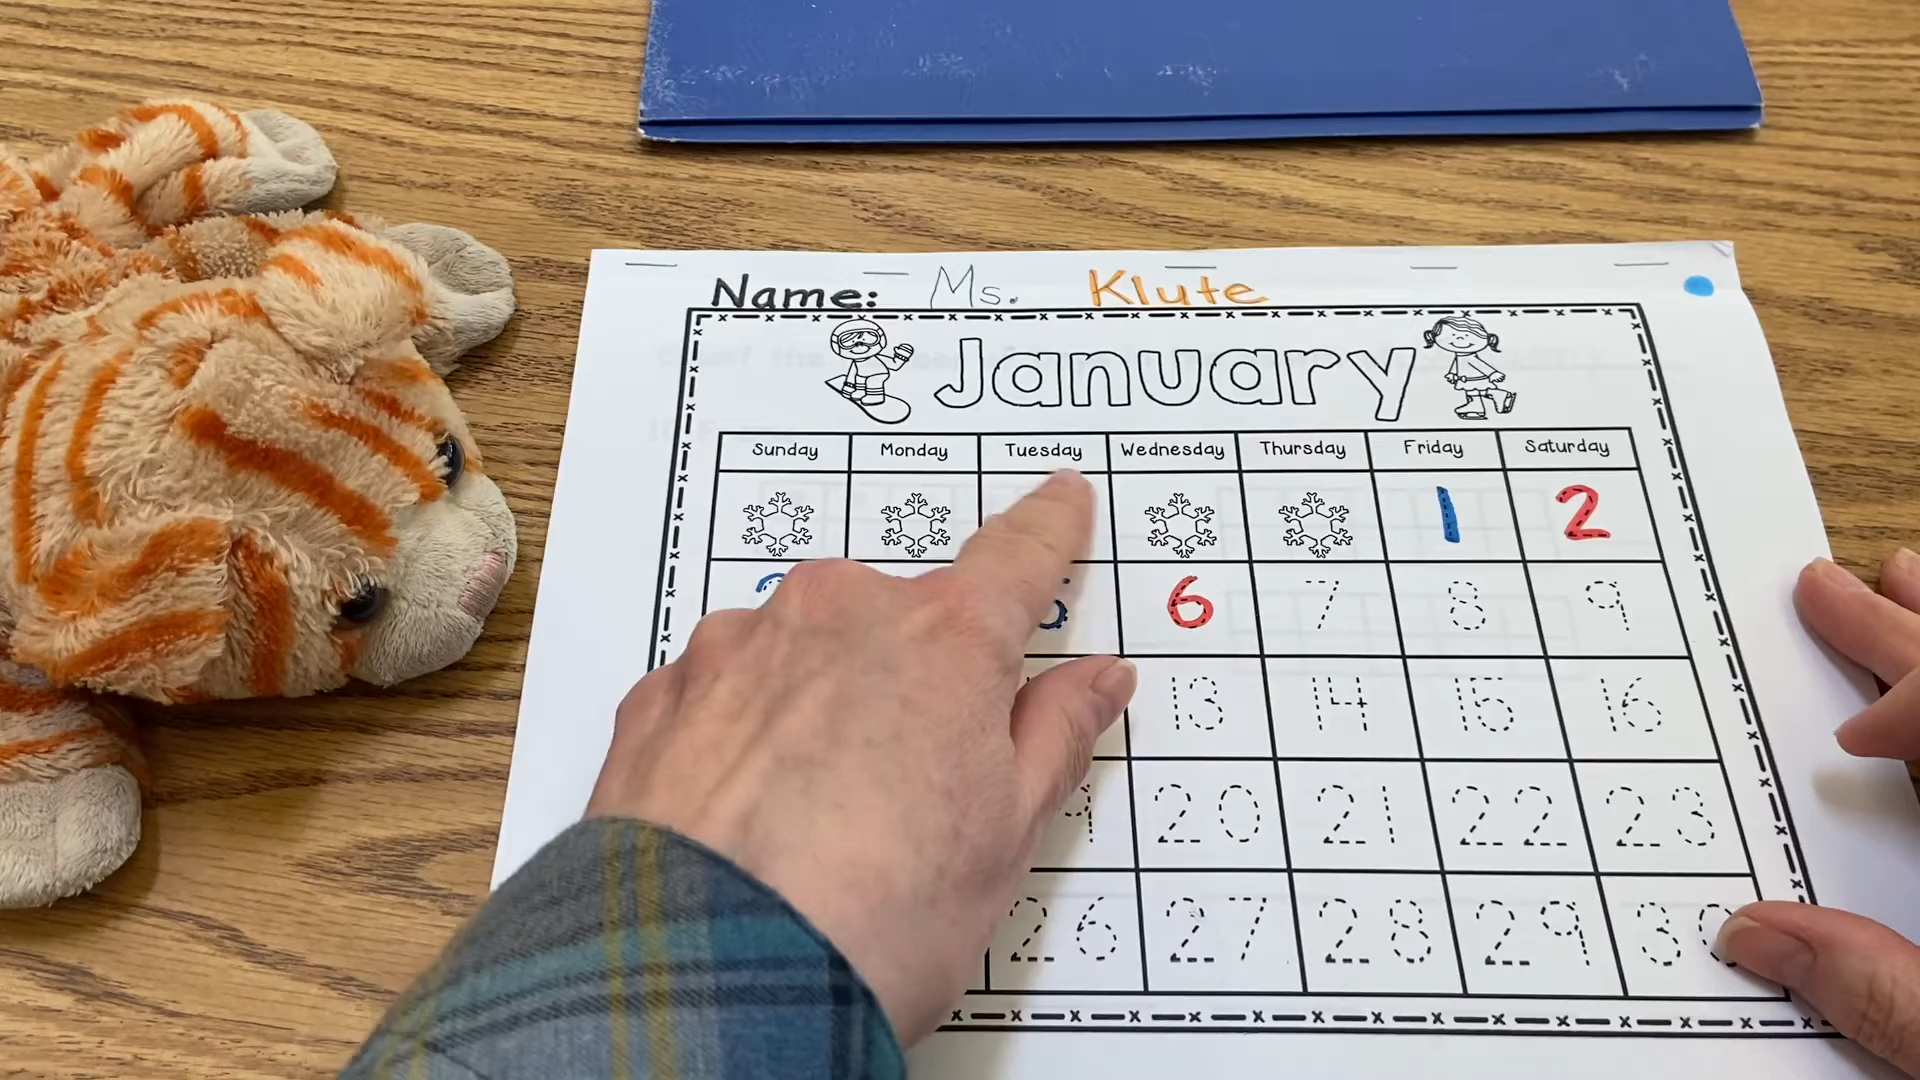 Name: Ms. Klute
January
Sunday Monday Tuesday Wednesday Thursday Friday Saturday
1 2
6 7 8 9
13 14 15 16
20 21 22 23
26 27 28 29 30